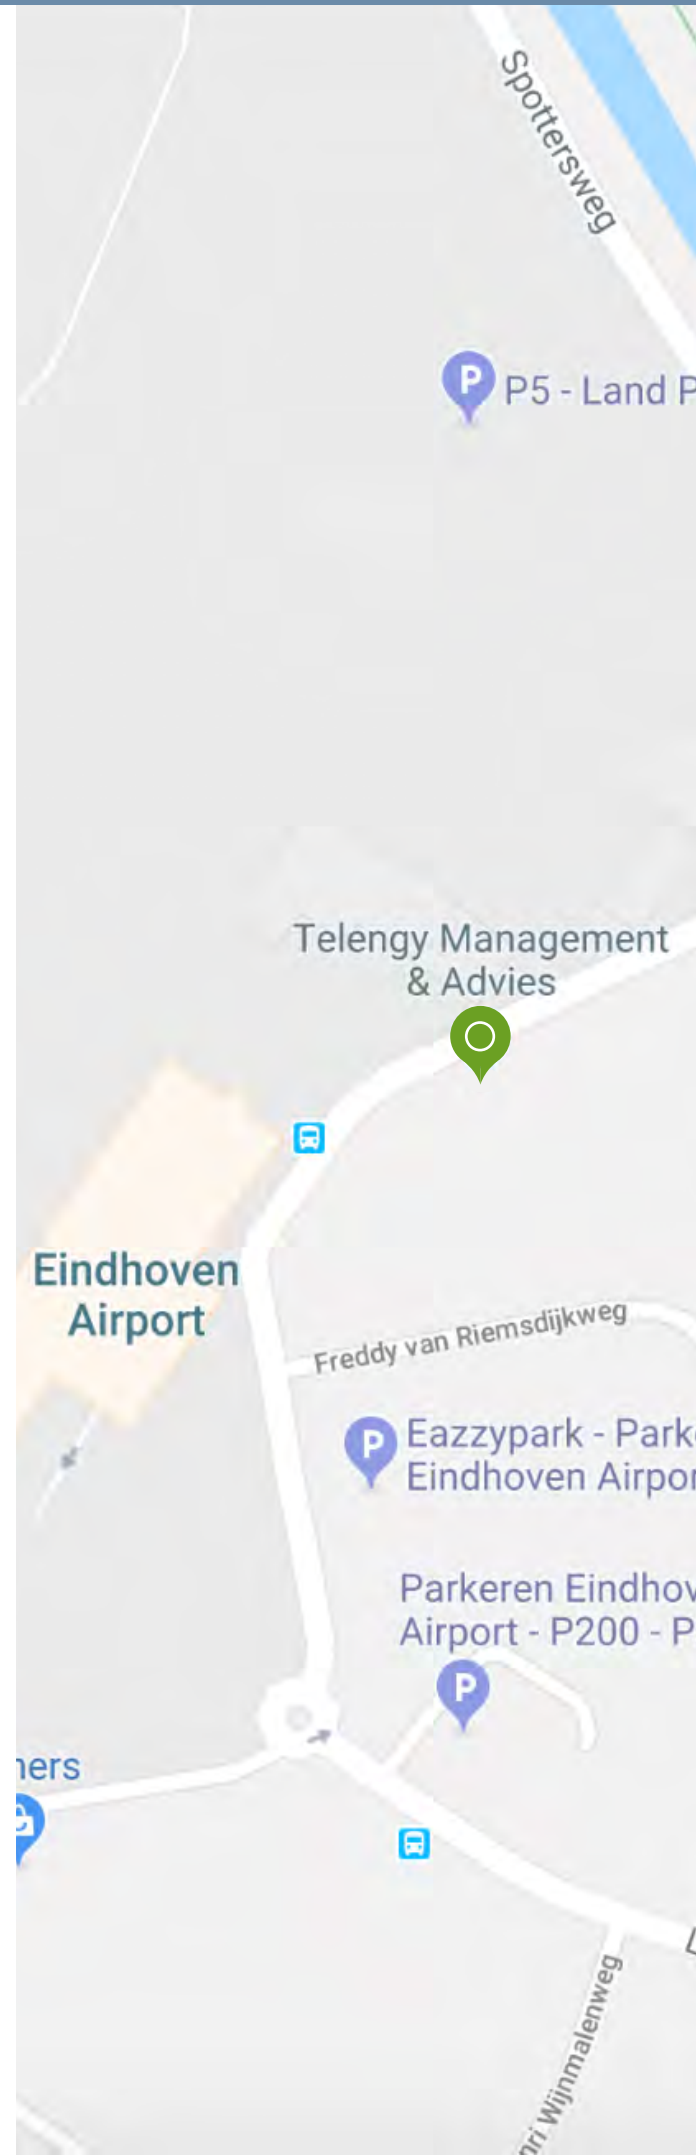 Spottersweg
P
P5 - Land P
Telengy Management
& Advies
Eindhoven
Airport
Freddy van Riemsdijkweg
P
Eazzypark - Park
Eindhoven Airpor
Parkeren Eindhov
Airport - P200 - P
P
ners
nri Wijnmalenweg